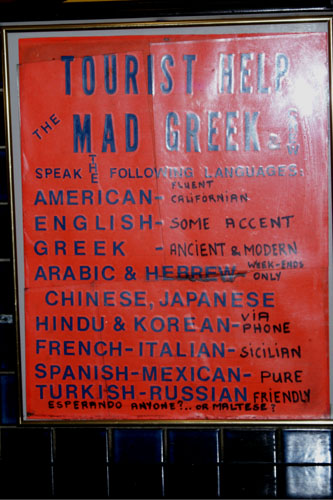 TOURIST HELP
THE MAD GREEK-S
SPEAK THE FOLLOWING LANGUAGES:
AMERICAN- FLUENT CALIFORNIAN
ENGLISH- SOME ACCENT
GREEK - ANCIENT & MODERN
ARABIC & HEBREW- WEEK-ENDS ONLY
CHINESE, JAPANESE
HINDU & KOREAN- VIA PHONE
FRENCH-ITALIAN- SICILIAN
SPANISH-MEXICAN- PURE
TURKISH-RUSSIAN FRIENDLY
ESPERANDO ANYONE?.. OR MALTESE?